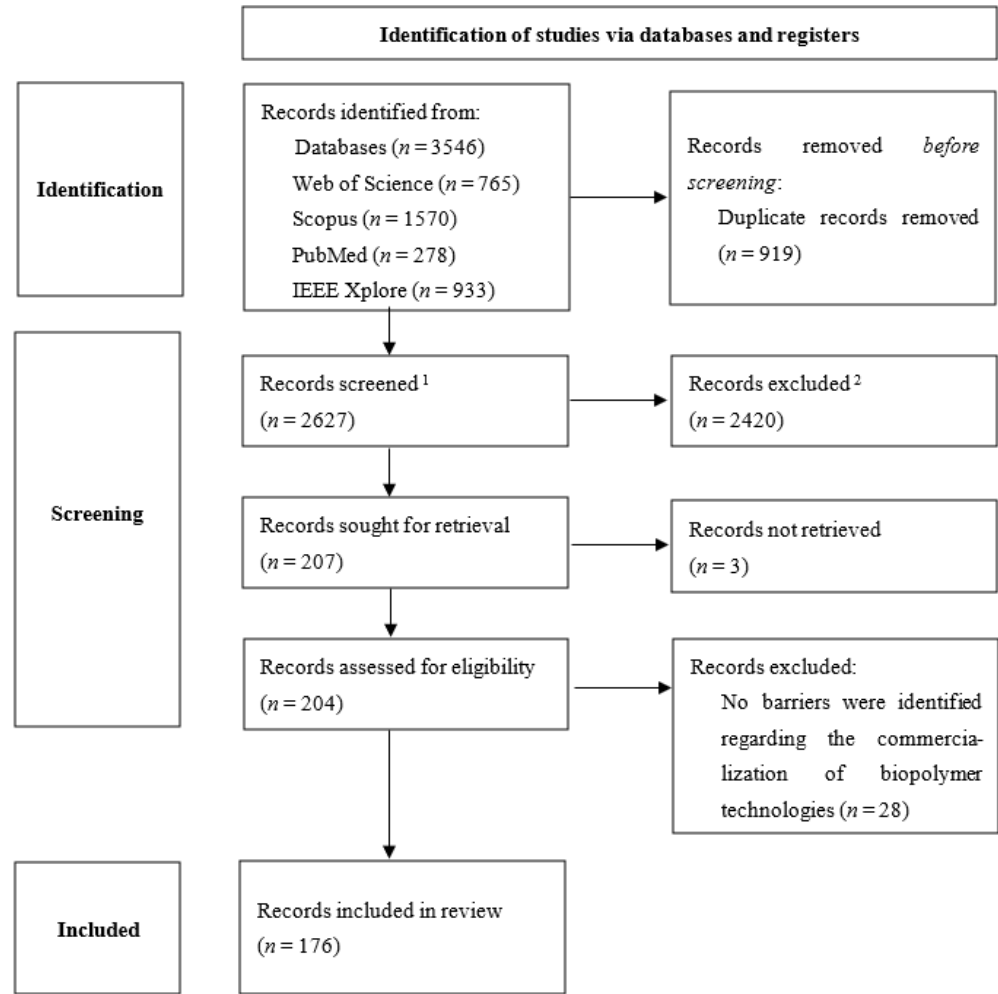 Identification of studies via databases and registers
Identification
Records identified from:
Databases (n = 3546)
Web of Science (n = 765)
Scopus (n = 1570)
PubMed (n = 278)
IEEE Xplore (n = 933)
Records removed before
screening:
Duplicate records removed
(n = 919)
Screening
Records screened 1
(n = 2627)
Records excluded 2
(n = 2420)
Records sought for retrieval
(n = 207)
Records not retrieved
(n = 3)
Records assessed for eligibility
(n = 204)
Records excluded:
No barriers were identified
regarding the commercia-
lization of biopolymer
technologies (n = 28)
Included
Records included in review
(n = 176)